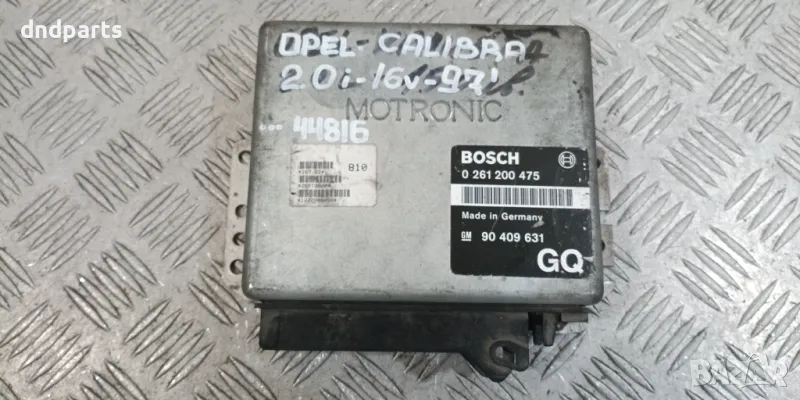 dndparts
OPEL-CALIBRA
2.0i-16v-97'
MOTRONIC
...44816
B10
BOSCH
0 261 200 475
Made in Germany
GM 90 409 631
GQ
BAZAR